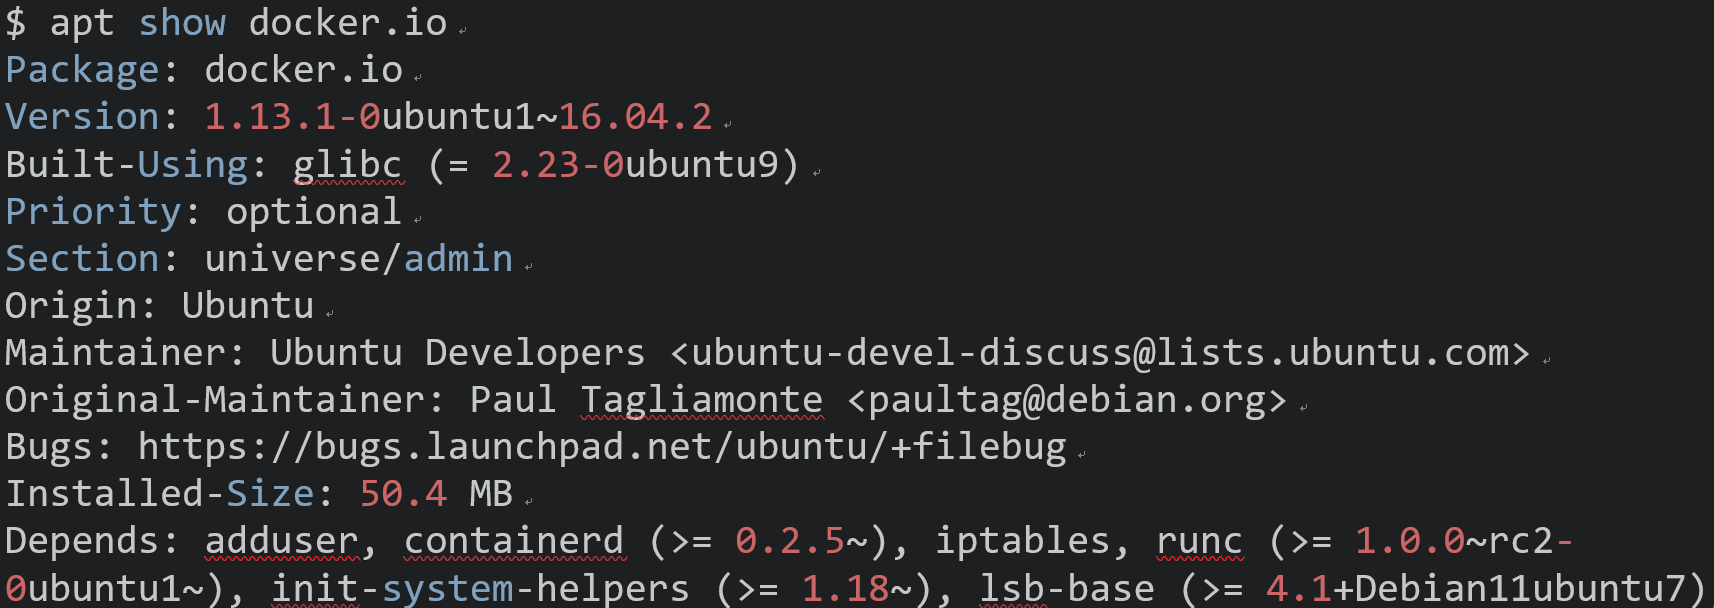 $ apt show docker.io
Package: docker.io
Version: 1.13.1-0ubuntu1~16.04.2
Built-Using: glibc (= 2.23-0ubuntu9)
Priority: optional
Section: universe/admin
Origin: Ubuntu
Maintainer: Ubuntu Developers <ubuntu-devel-discuss@lists.ubuntu.com>
Original-Maintainer: Paul Tagliamonte <paultag@debian.org>
Bugs: https://bugs.launchpad.net/ubuntu/+filebug
Installed-Size: 50.4 MB
Depends: adduser, containerd (>= 0.2.5~), iptables, runc (>= 1.0.0~rc2-
0ubuntu1~), init-system-helpers (>= 1.18~), lsb-base (>= 4.1+Debian11ubuntu7)